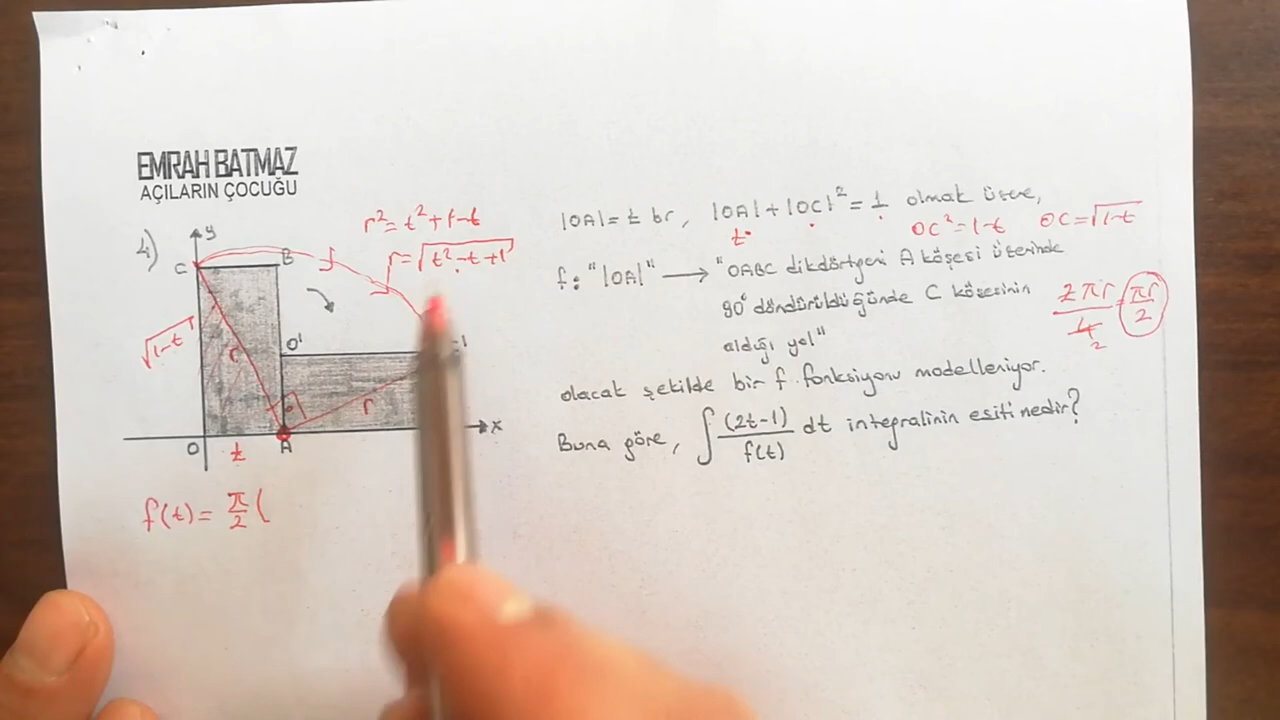 EMRAH BATMAZ
AÇILARIN ÇOCUĞU
4)
y
C
B
r² = t² + 1 - t
r = √t² - t + 1
√1-t
r
O'
r
O
t
A
x
f(t) = π/2 (
|OA| = t br, |OA| + |OC|² = 1 olmak üzere,
t
OC² = 1-t OC = √1-t
f: "|OA|" ⟶ "OABC dikdörtgeni A köşesi üzerinde
90° döndürüldüğünde C köşesinin
aldığı yol"
2πr/4 = πr/2
2
olacak şekilde bir f fonksiyonu modelleniyor.
Buna göre, ∫ (2t-1)/f(t) dt integralinin eşiti nedir?